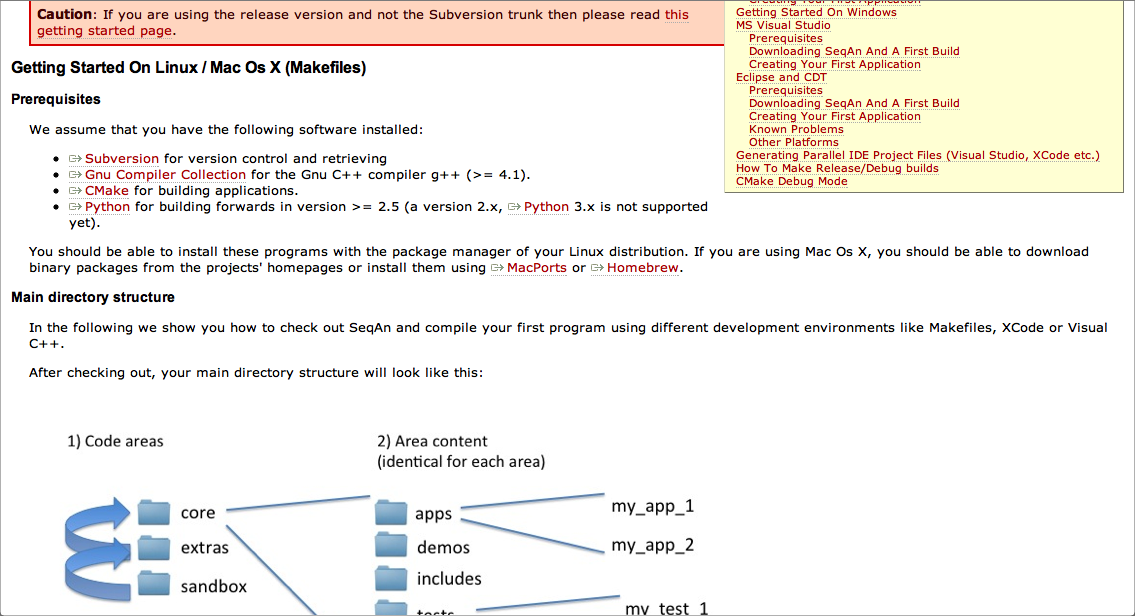 Caution: If you are using the release version and not the Subversion trunk then please read this
getting started page.
Creating Your First Application
Getting Started On Windows
MS Visual Studio
Prerequisites
Downloading SeqAn And A First Build
Creating Your First Application
Eclipse and CDT
Prerequisites
Downloading SeqAn And A First Build
Creating Your First Application
Known Problems
Other Platforms
Generating Parallel IDE Project Files (Visual Studio, XCode etc.)
How To Make Release/Debug builds
CMake Debug Mode
Getting Started On Linux / Mac Os X (Makefiles)
Prerequisites
We assume that you have the following software installed:
Subversion for version control and retrieving
Gnu Compiler Collection for the Gnu C++ compiler g++ (>= 4.1).
CMake for building applications.
Python for building forwards in version >= 2.5 (a version 2.x, Python 3.x is not supported
yet).
You should be able to install these programs with the package manager of your Linux distribution. If you are using Mac Os X, you should be able to download
binary packages from the projects' homepages or install them using MacPorts or Homebrew.
Main directory structure
In the following we show you how to check out SeqAn and compile your first program using different development environments like Makefiles, XCode or Visual
C++.
After checking out, your main directory structure will look like this:
1) Code areas
2) Area content
(identical for each area)
core
extras
sandbox
apps
demos
includes
tests
my_app_1
my_app_2
my_test_1